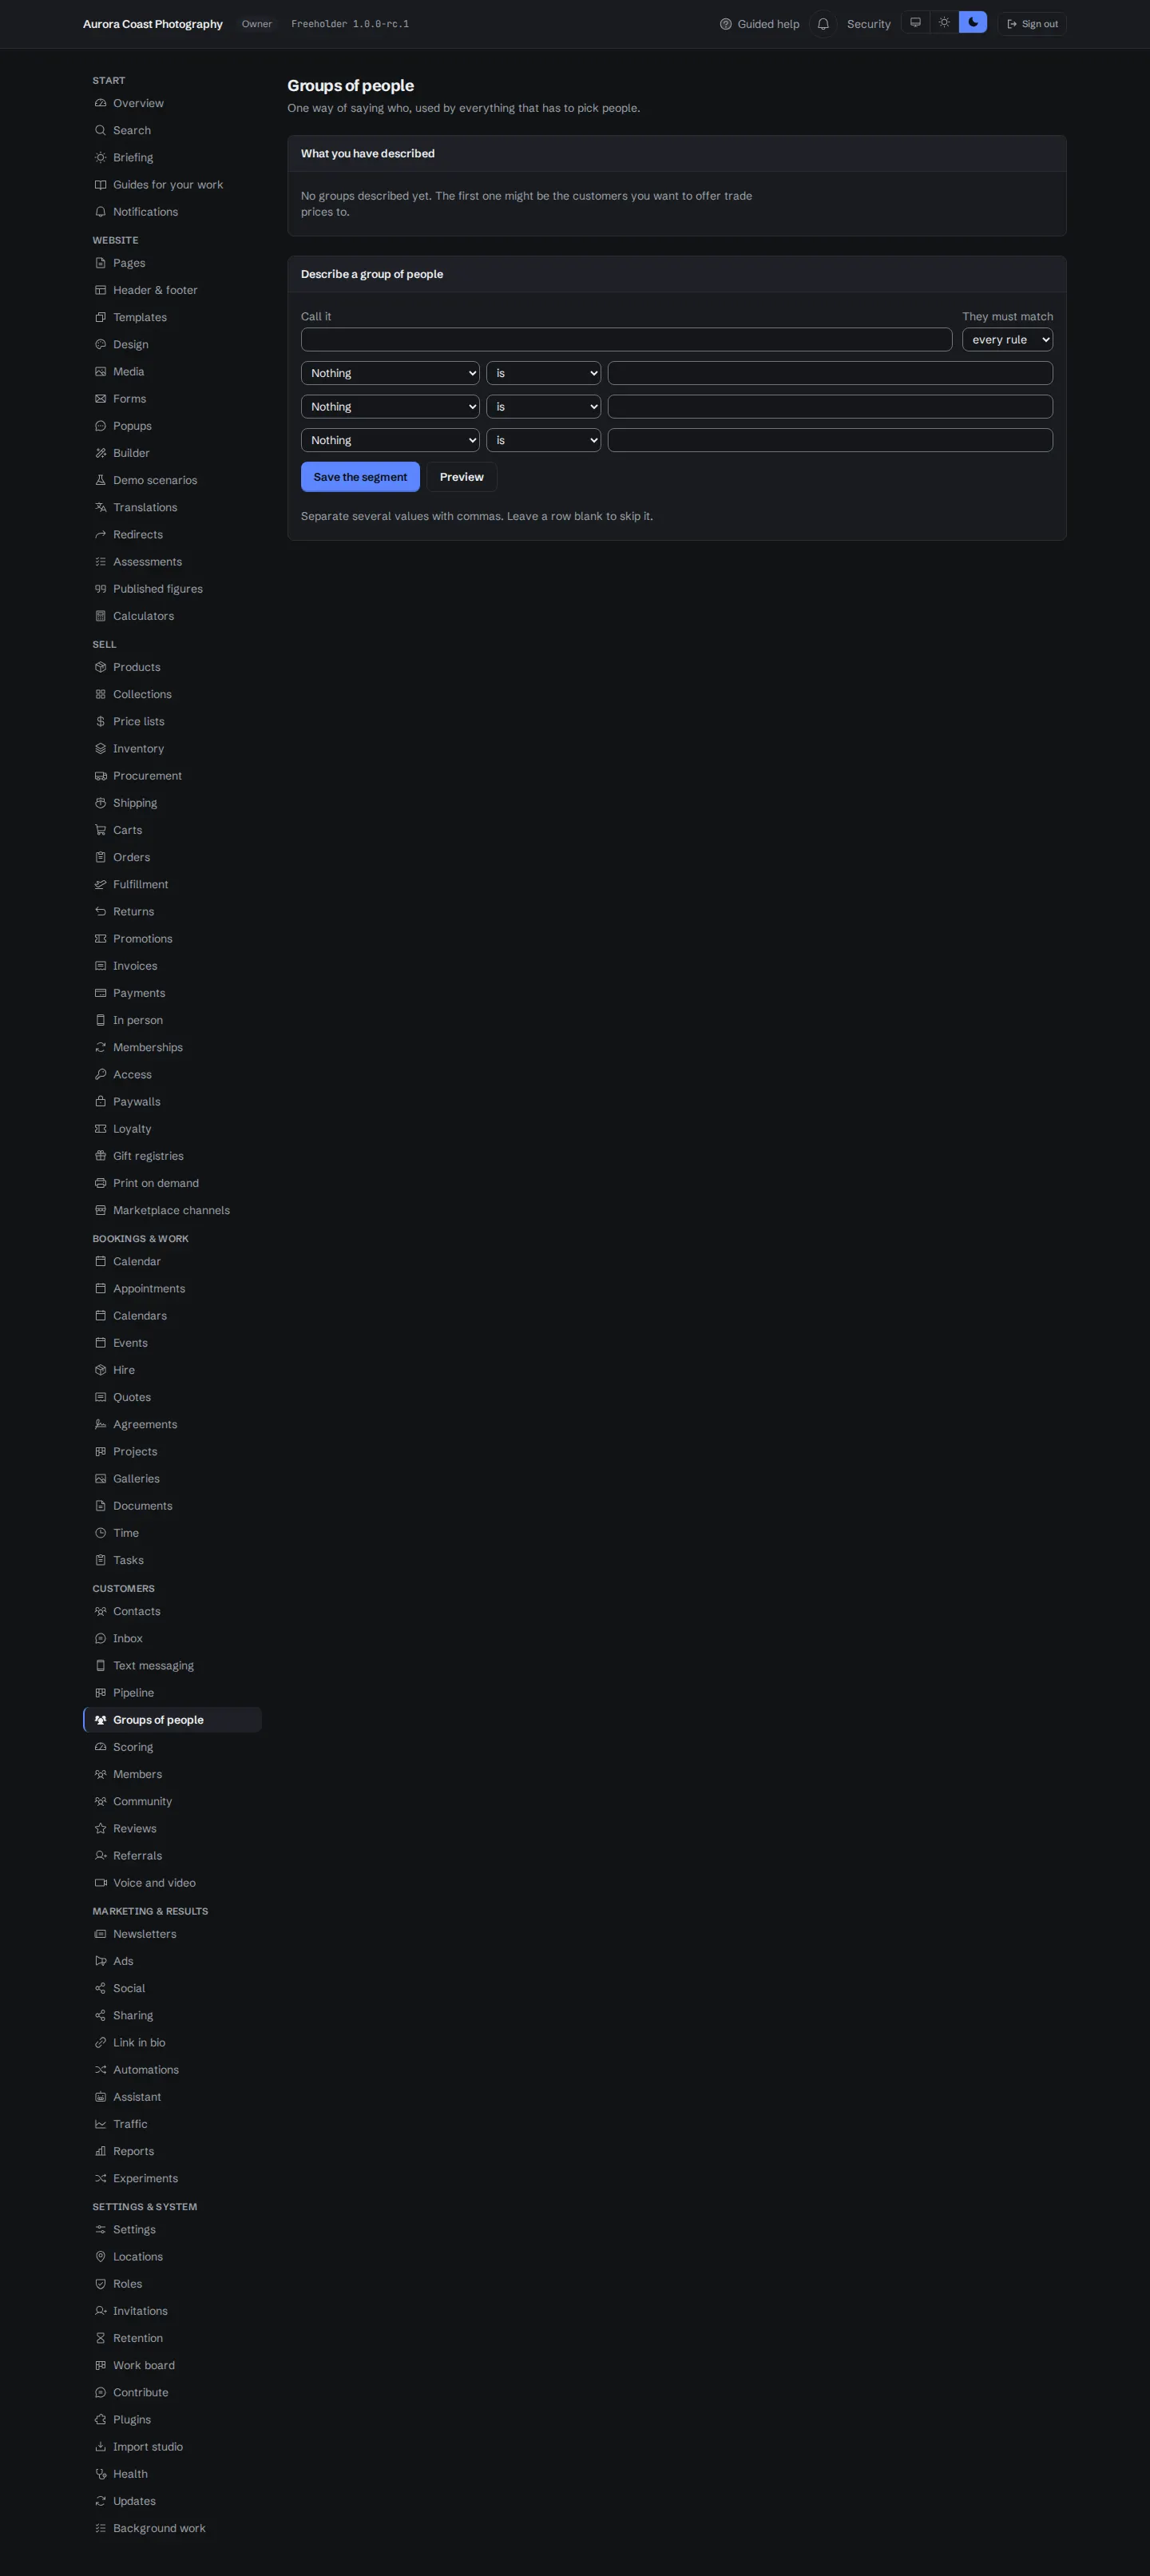 Aurora Coast Photography Owner Freeholder 1.0.0-rc.1 Guided help Security Sign out
START
Overview
Search
Briefing
Guides for your work
Notifications
WEBSITE
Pages
Header & footer
Templates
Design
Media
Forms
Popups
Builder
Demo scenarios
Translations
Redirects
Assessments
Published figures
Calculators
SELL
Products
Collections
Price lists
Inventory
Procurement
Shipping
Carts
Orders
Fulfillment
Returns
Promotions
Invoices
Payments
In person
Memberships
Access
Paywalls
Loyalty
Gift registries
Print on demand
Marketplace channels
BOOKINGS & WORK
Calendar
Appointments
Calendars
Events
Hire
Quotes
Agreements
Projects
Galleries
Documents
Time
Tasks
CUSTOMERS
Contacts
Inbox
Text messaging
Pipeline
Groups of people
Scoring
Members
Community
Reviews
Referrals
Voice and video
MARKETING & RESULTS
Newsletters
Ads
Social
Sharing
Link in bio
Automations
Assistant
Traffic
Reports
Experiments
SETTINGS & SYSTEM
Settings
Locations
Roles
Invitations
Retention
Work board
Contribute
Plugins
Import studio
Health
Updates
Background work
Groups of people
One way of saying who, used by everything that has to pick people.
What you have described
No groups described yet. The first one might be the customers you want to offer trade
prices to.
Describe a group of people
Call it They must match
every rule
Nothing is
Nothing is
Nothing is
Save the segment Preview
Separate several values with commas. Leave a row blank to skip it.